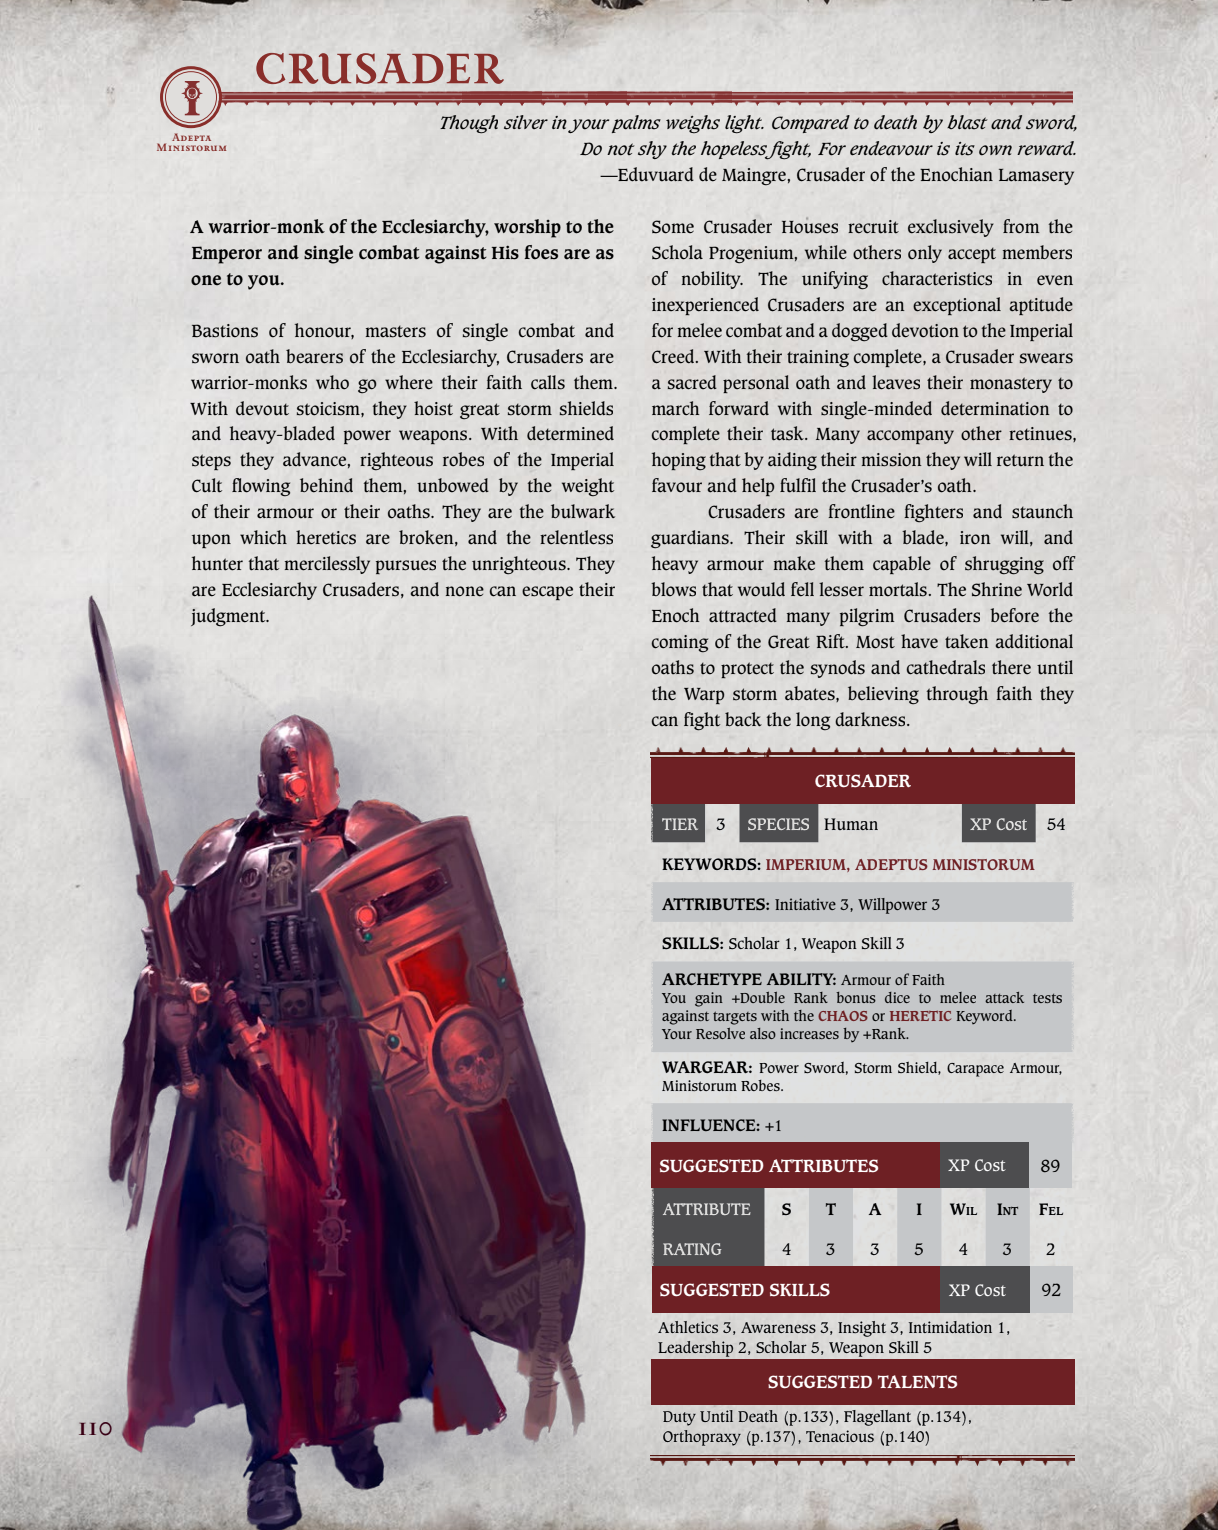 CRUSADER
ADEPTA
MINISTORUM
Though silver in your palms weighs light. Compared to death by blast and sword,
Do not shy the hopeless fight, For endeavour is its own reward.
—Eduvuard de Maingre, Crusader of the Enochian Lamasery
A warrior-monk of the Ecclesiarchy, worship to the
Emperor and single combat against His foes are as
one to you.
Bastions of honour, masters of single combat and
sworn oath bearers of the Ecclesiarchy, Crusaders are
warrior-monks who go where their faith calls them.
With devout stoicism, they hoist great storm shields
and heavy-bladed power weapons. With determined
steps they advance, righteous robes of the Imperial
Cult flowing behind them, unbowed by the weight
of their armour or their oaths. They are the bulwark
upon which heretics are broken, and the relentless
hunter that mercilessly pursues the unrighteous. They
are Ecclesiarchy Crusaders, and none can escape their
judgment.
Some Crusader Houses recruit exclusively from the
Schola Progenium, while others only accept members
of nobility. The unifying characteristics in even
inexperienced Crusaders are an exceptional aptitude
for melee combat and a dogged devotion to the Imperial
Creed. With their training complete, a Crusader swears
a sacred personal oath and leaves their monastery to
march forward with single-minded determination to
complete their task. Many accompany other retinues,
hoping that by aiding their mission they will return the
favour and help fulfil the Crusader's oath.
Crusaders are frontline fighters and staunch
guardians. Their skill with a blade, iron will, and
heavy armour make them capable of shrugging off
blows that would fell lesser mortals. The Shrine World
Enoch attracted many pilgrim Crusaders before the
coming of the Great Rift. Most have taken additional
oaths to protect the synods and cathedrals there until
the Warp storm abates, believing through faith they
can fight back the long darkness.
CRUSADER
TIER 3 SPECIES Human XP Cost 54
KEYWORDS: IMPERIUM, ADEPTUS MINISTORUM
ATTRIBUTES: Initiative 3, Willpower 3
SKILLS: Scholar 1, Weapon Skill 3
ARCHETYPE ABILITY: Armour of Faith
You gain +Double Rank bonus dice to melee attack tests
against targets with the CHAOS or HERETIC Keyword.
Your Resolve also increases by +Rank.
WARGEAR: Power Sword, Storm Shield, Carapace Armour,
Ministorum Robes.
INFLUENCE: +1
SUGGESTED ATTRIBUTES XP Cost 89
ATTRIBUTE S T A I WIL INT FEL
RATING 4 3 3 5 4 3 2
SUGGESTED SKILLS XP Cost 92
Athletics 3, Awareness 3, Insight 3, Intimidation 1,
Leadership 2, Scholar 5, Weapon Skill 5
SUGGESTED TALENTS
Duty Until Death (p.133), Flagellant (p.134),
Orthopraxy (p.137), Tenacious (p.140)
110